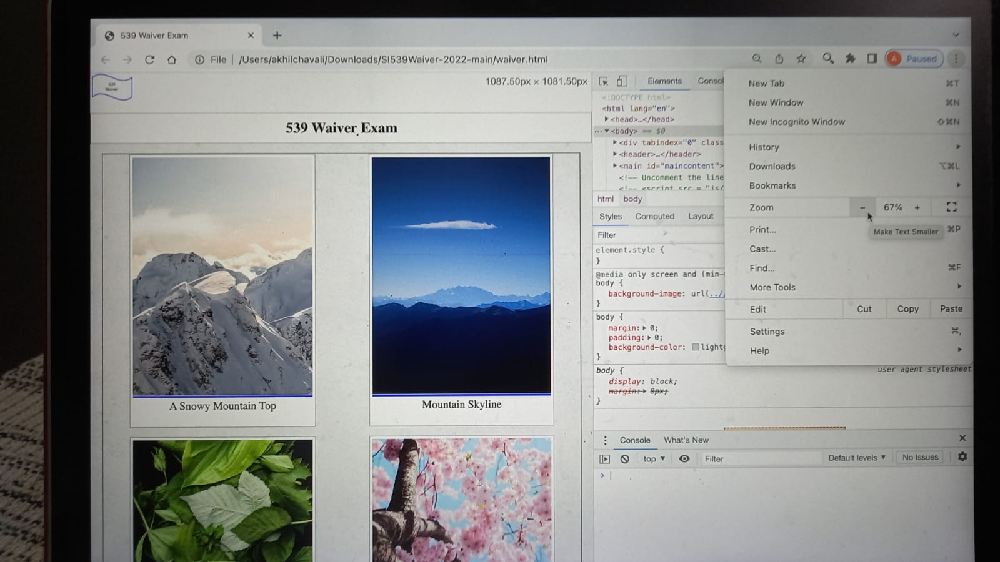 539 Waiver Exam
File
/Users/akhilchavali/Downloads/SI539Waiver-2022-main/waiver.html
A
Paused
539
Waiver
1087.50px × 1081.50px
539 Waiver Exam
A Snowy Mountain Top
Mountain Skyline
Elements
Consol
<!DOCTYPE html>
<html lang="en">
▶<head>…</head>
…▼<body> == $0
▶<div tabindex="0" class
▶<header>…</header>
▶<main id="maincontent">
<!-- Uncomment the line
<!-- <script src = "js/
html
body
Styles
Computed
Layout
Filter
element.style {
}
@media only screen and (min-
body {
background-image: url(../
}
body {
margin:▶ 0;
padding:▶ 0;
background-color: light
}
body {
user agent stylesheet
display: block;
margin:▶ 8px;
}
Console
What's New
top ▼
Filter
Default levels ▼
No Issues
New Tab ⌘T
New Window ⌘N
New Incognito Window ⇧⌘N
History
Downloads ⌥⌘L
Bookmarks
Zoom − 67% +
Make Text Smaller
Print... ⌘P
Cast...
Find... ⌘F
More Tools
Edit Cut Copy Paste
Settings ⌘,
Help